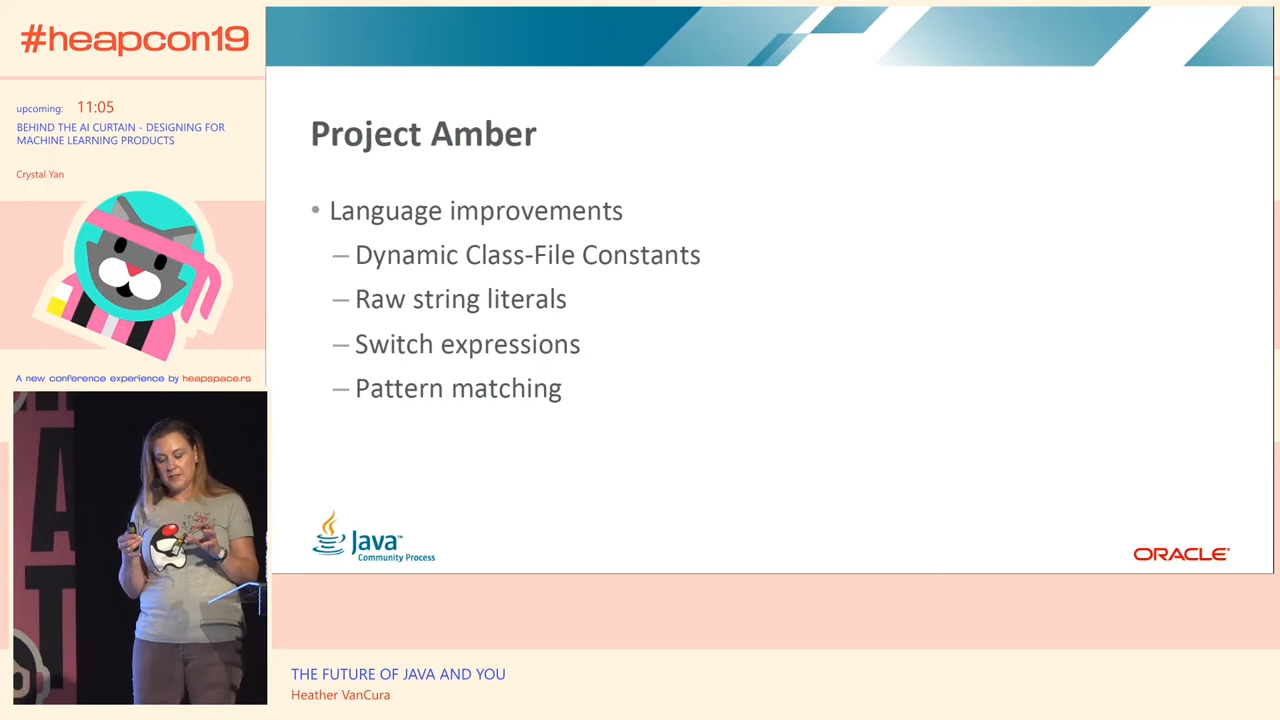 #heapcon19
upcoming: 11:05
BEHIND THE AI CURTAIN - DESIGNING FOR
MACHINE LEARNING PRODUCTS
Crystal Yan
A new conference experience by heapspace.rs
Project Amber
• Language improvements
– Dynamic Class-File Constants
– Raw string literals
– Switch expressions
– Pattern matching
Java™
Community Process
ORACLE®
THE FUTURE OF JAVA AND YOU
Heather VanCura